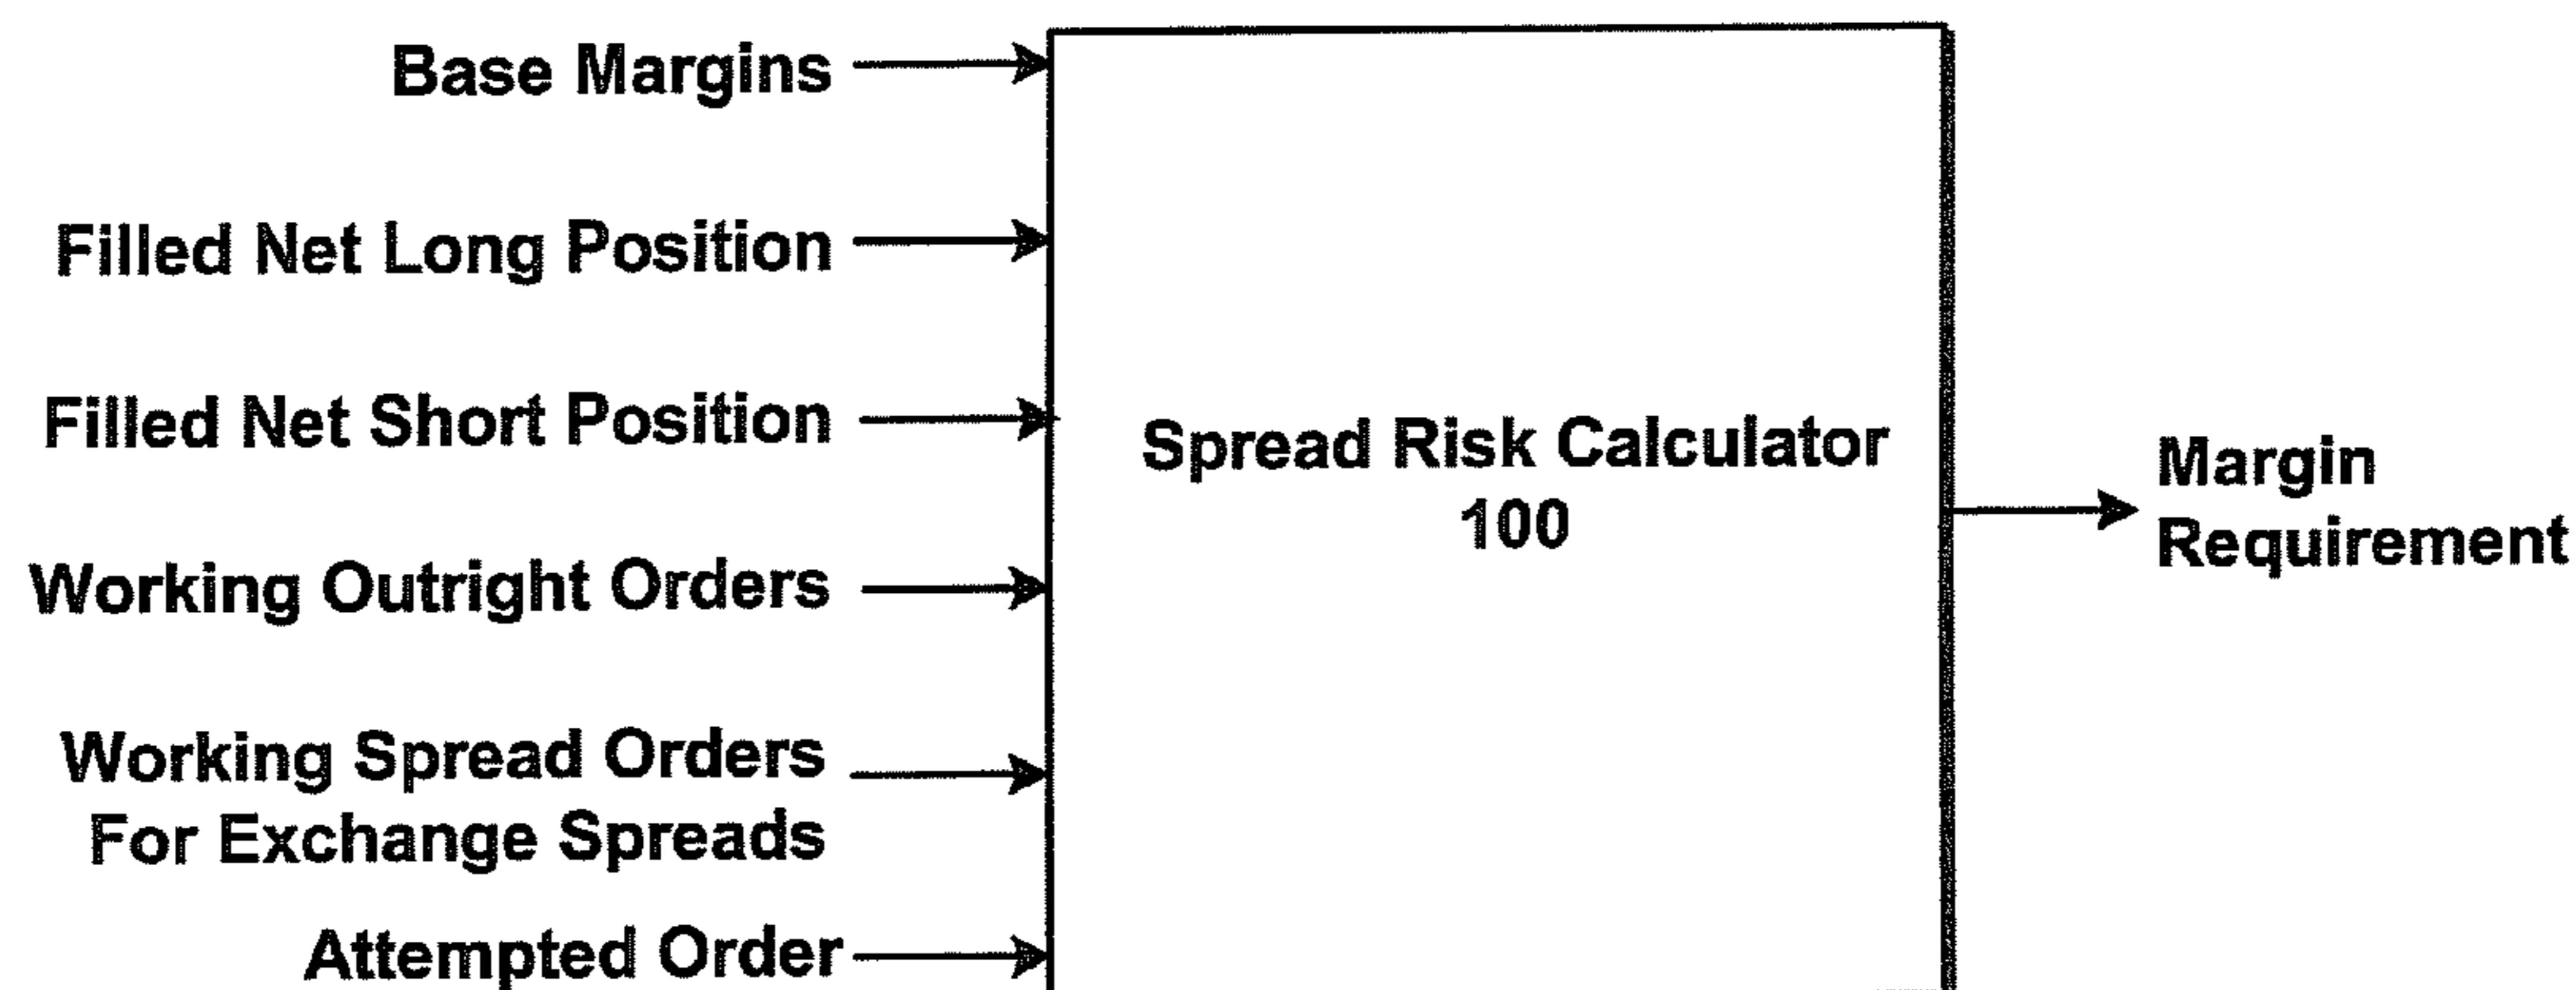 Base Margins
Filled Net Long Position
Filled Net Short Position
Working Outright Orders
Working Spread Orders
For Exchange Spreads
Attempted Order
Spread Risk Calculator
100
Margin
Requirement